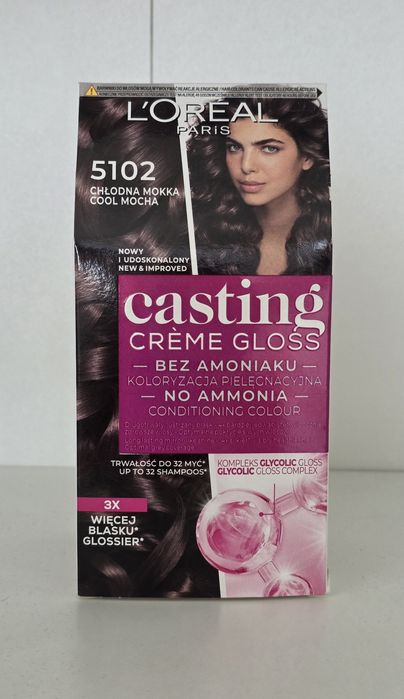 L'ORÉAL
PARIS
5102
CHŁODNA MOKKA
COOL MOCHA
NOWY
I UDOSKONALONY
NEW & IMPROVED
casting
CRÈME GLOSS
— BEZ AMONIAKU —
KOLORYZACJA PIELĘGNACYJNA
— NO AMMONIA —
CONDITIONING COLOUR
TRWAŁOŚĆ DO 32 MYĆ*
UP TO 32 SHAMPOOS*
KOMPLEKS GLYCOLIC GLOSS
GLYCOLIC GLOSS COMPLEX
3X
WIĘCEJ
BLASKU*
GLOSSIER*